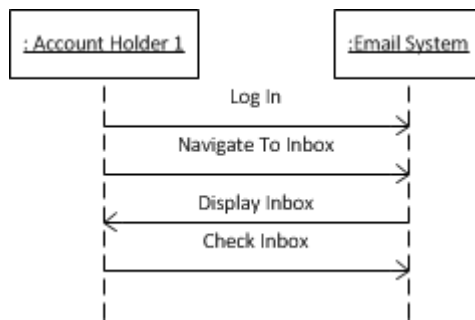 : Account Holder 1
:Email System
Log In
Navigate To Inbox
Display Inbox
Check Inbox